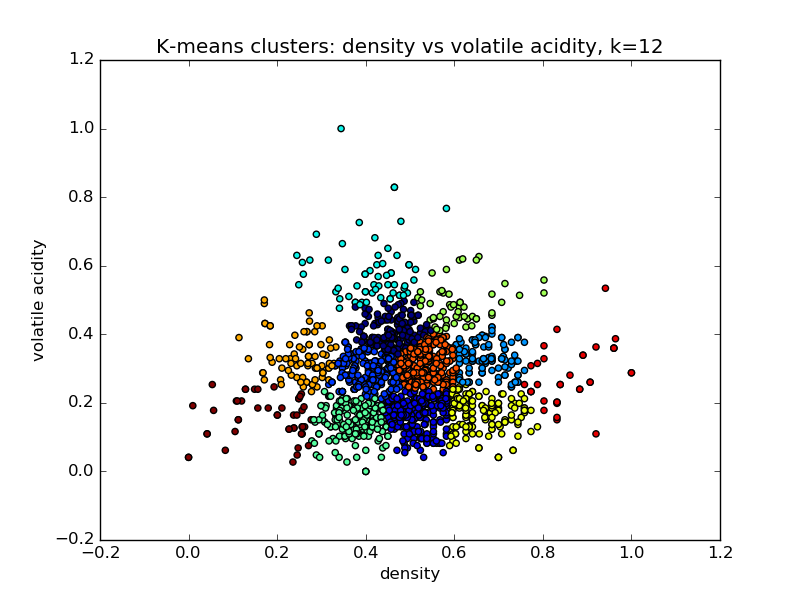 K-means clusters: density vs volatile acidity, k=12
1.2
1.0
0.8
0.6
0.4
0.2
0.0
−0.2
volatile acidity
−0.2 0.0 0.2 0.4 0.6 0.8 1.0 1.2
density